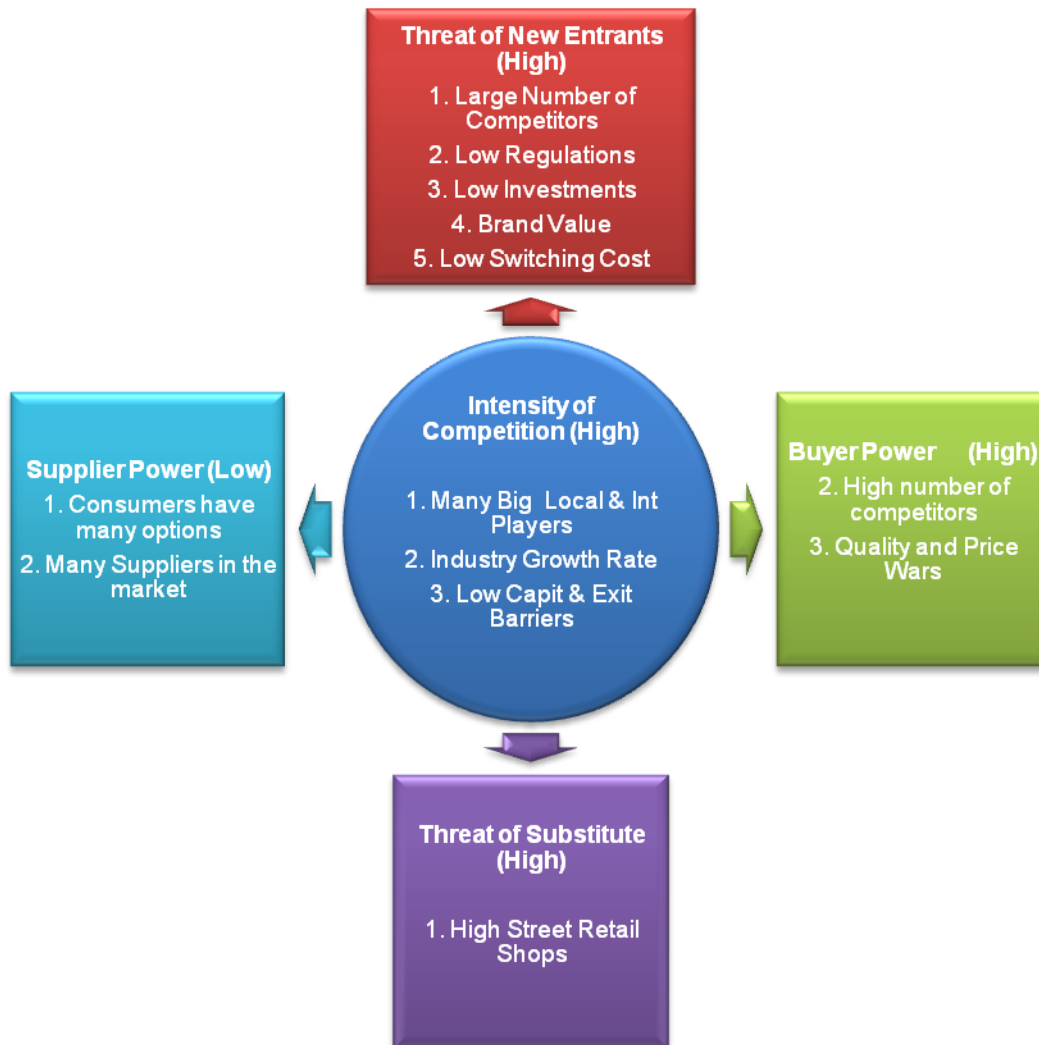 Threat of New Entrants
(High)
1. Large Number of
Competitors
2. Low Regulations
3. Low Investments
4. Brand Value
5. Low Switching Cost
Intensity of
Competition (High)
1. Many Big Local & Int
Players
2. Industry Growth Rate
3. Low Capit & Exit
Barriers
Supplier Power (Low)
1. Consumers have
many options
2. Many Suppliers in the
market
Buyer Power (High)
2. High number of
competitors
3. Quality and Price
Wars
Threat of Substitute
(High)
1. High Street Retail
Shops